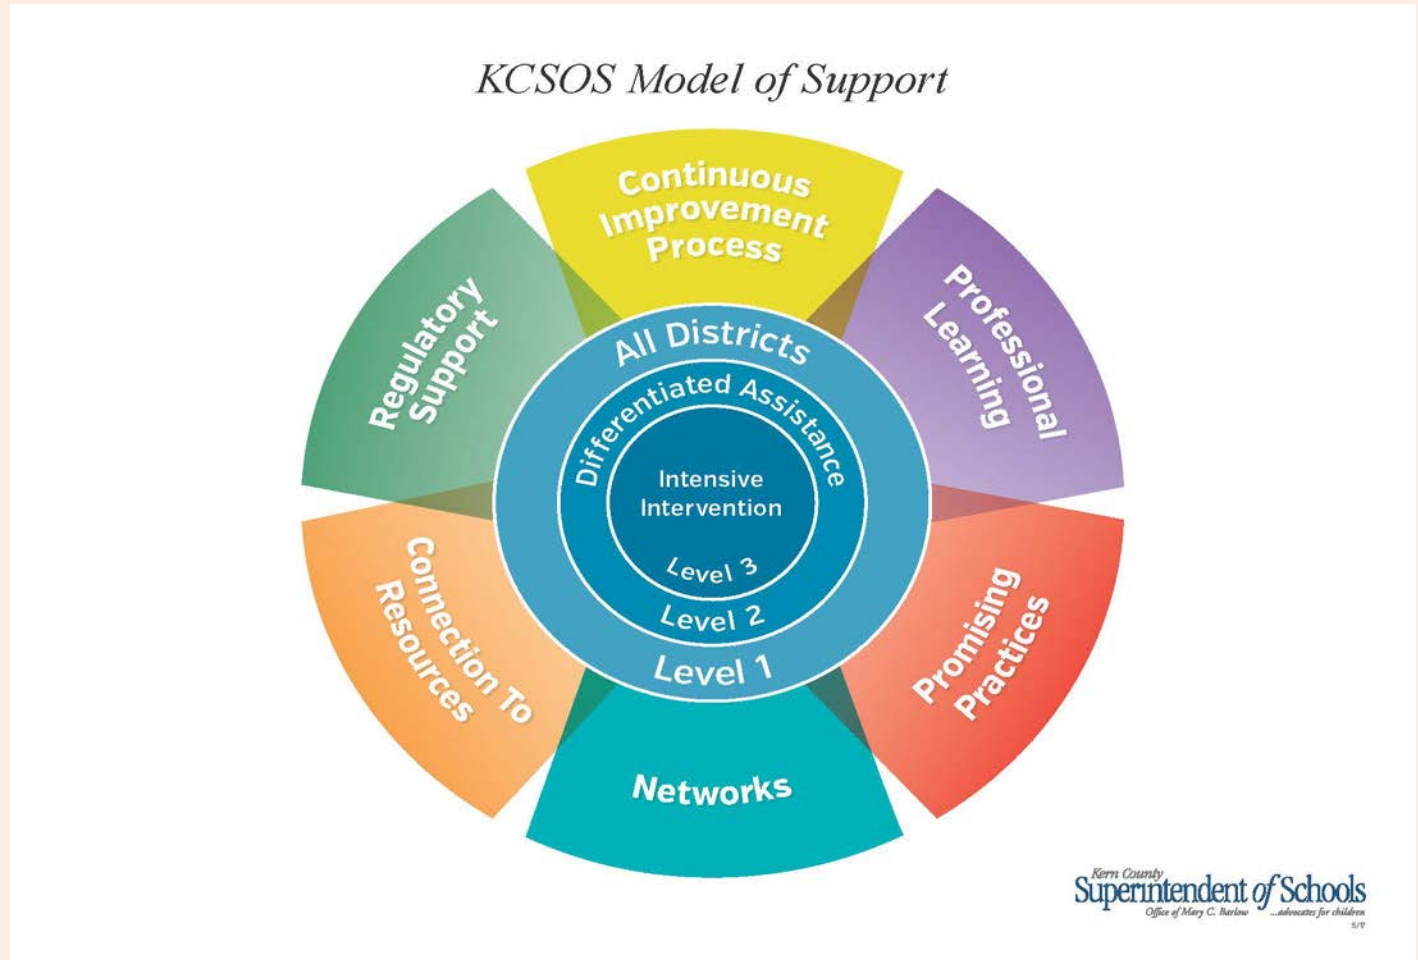 KCSOS Model of Support
Continuous
Improvement
Process
Professional
Learning
Promising
Practices
Networks
Connection To
Resources
Regulatory
Support
All Districts
Differentiated Assistance
Intensive
Intervention
Level 3
Level 2
Level 1
Kern County
Superintendent of Schools
Office of Mary C. Barlow ...advocates for children